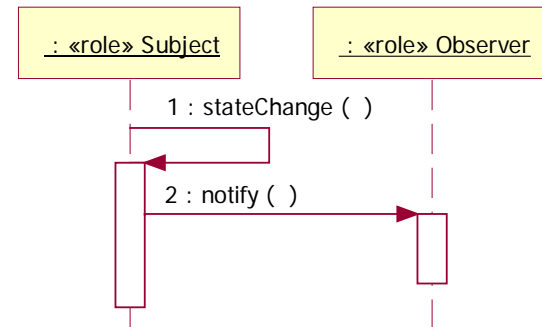 : «role» Subject
: «role» Observer
1 : stateChange ( )
2 : notify ( )